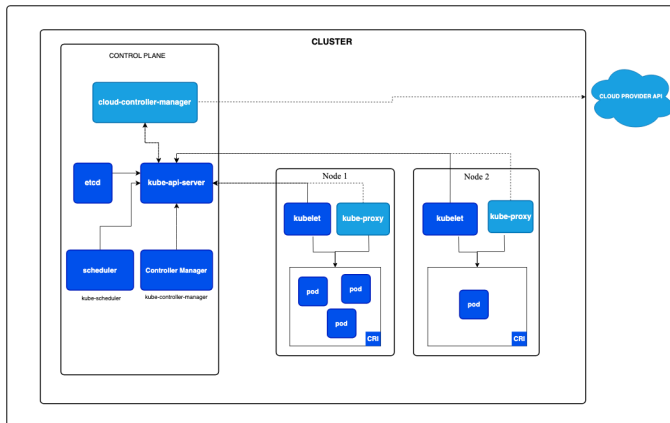 CLUSTER
CONTROL PLANE
cloud-controller-manager
CLOUD PROVIDER API
etcd
kube-api-server
scheduler
kube-scheduler
Controller Manager
kube-controller-manager
Node 1
kubelet
kube-proxy
pod
pod
pod
CRI
Node 2
kubelet
kube-proxy
pod
CRI